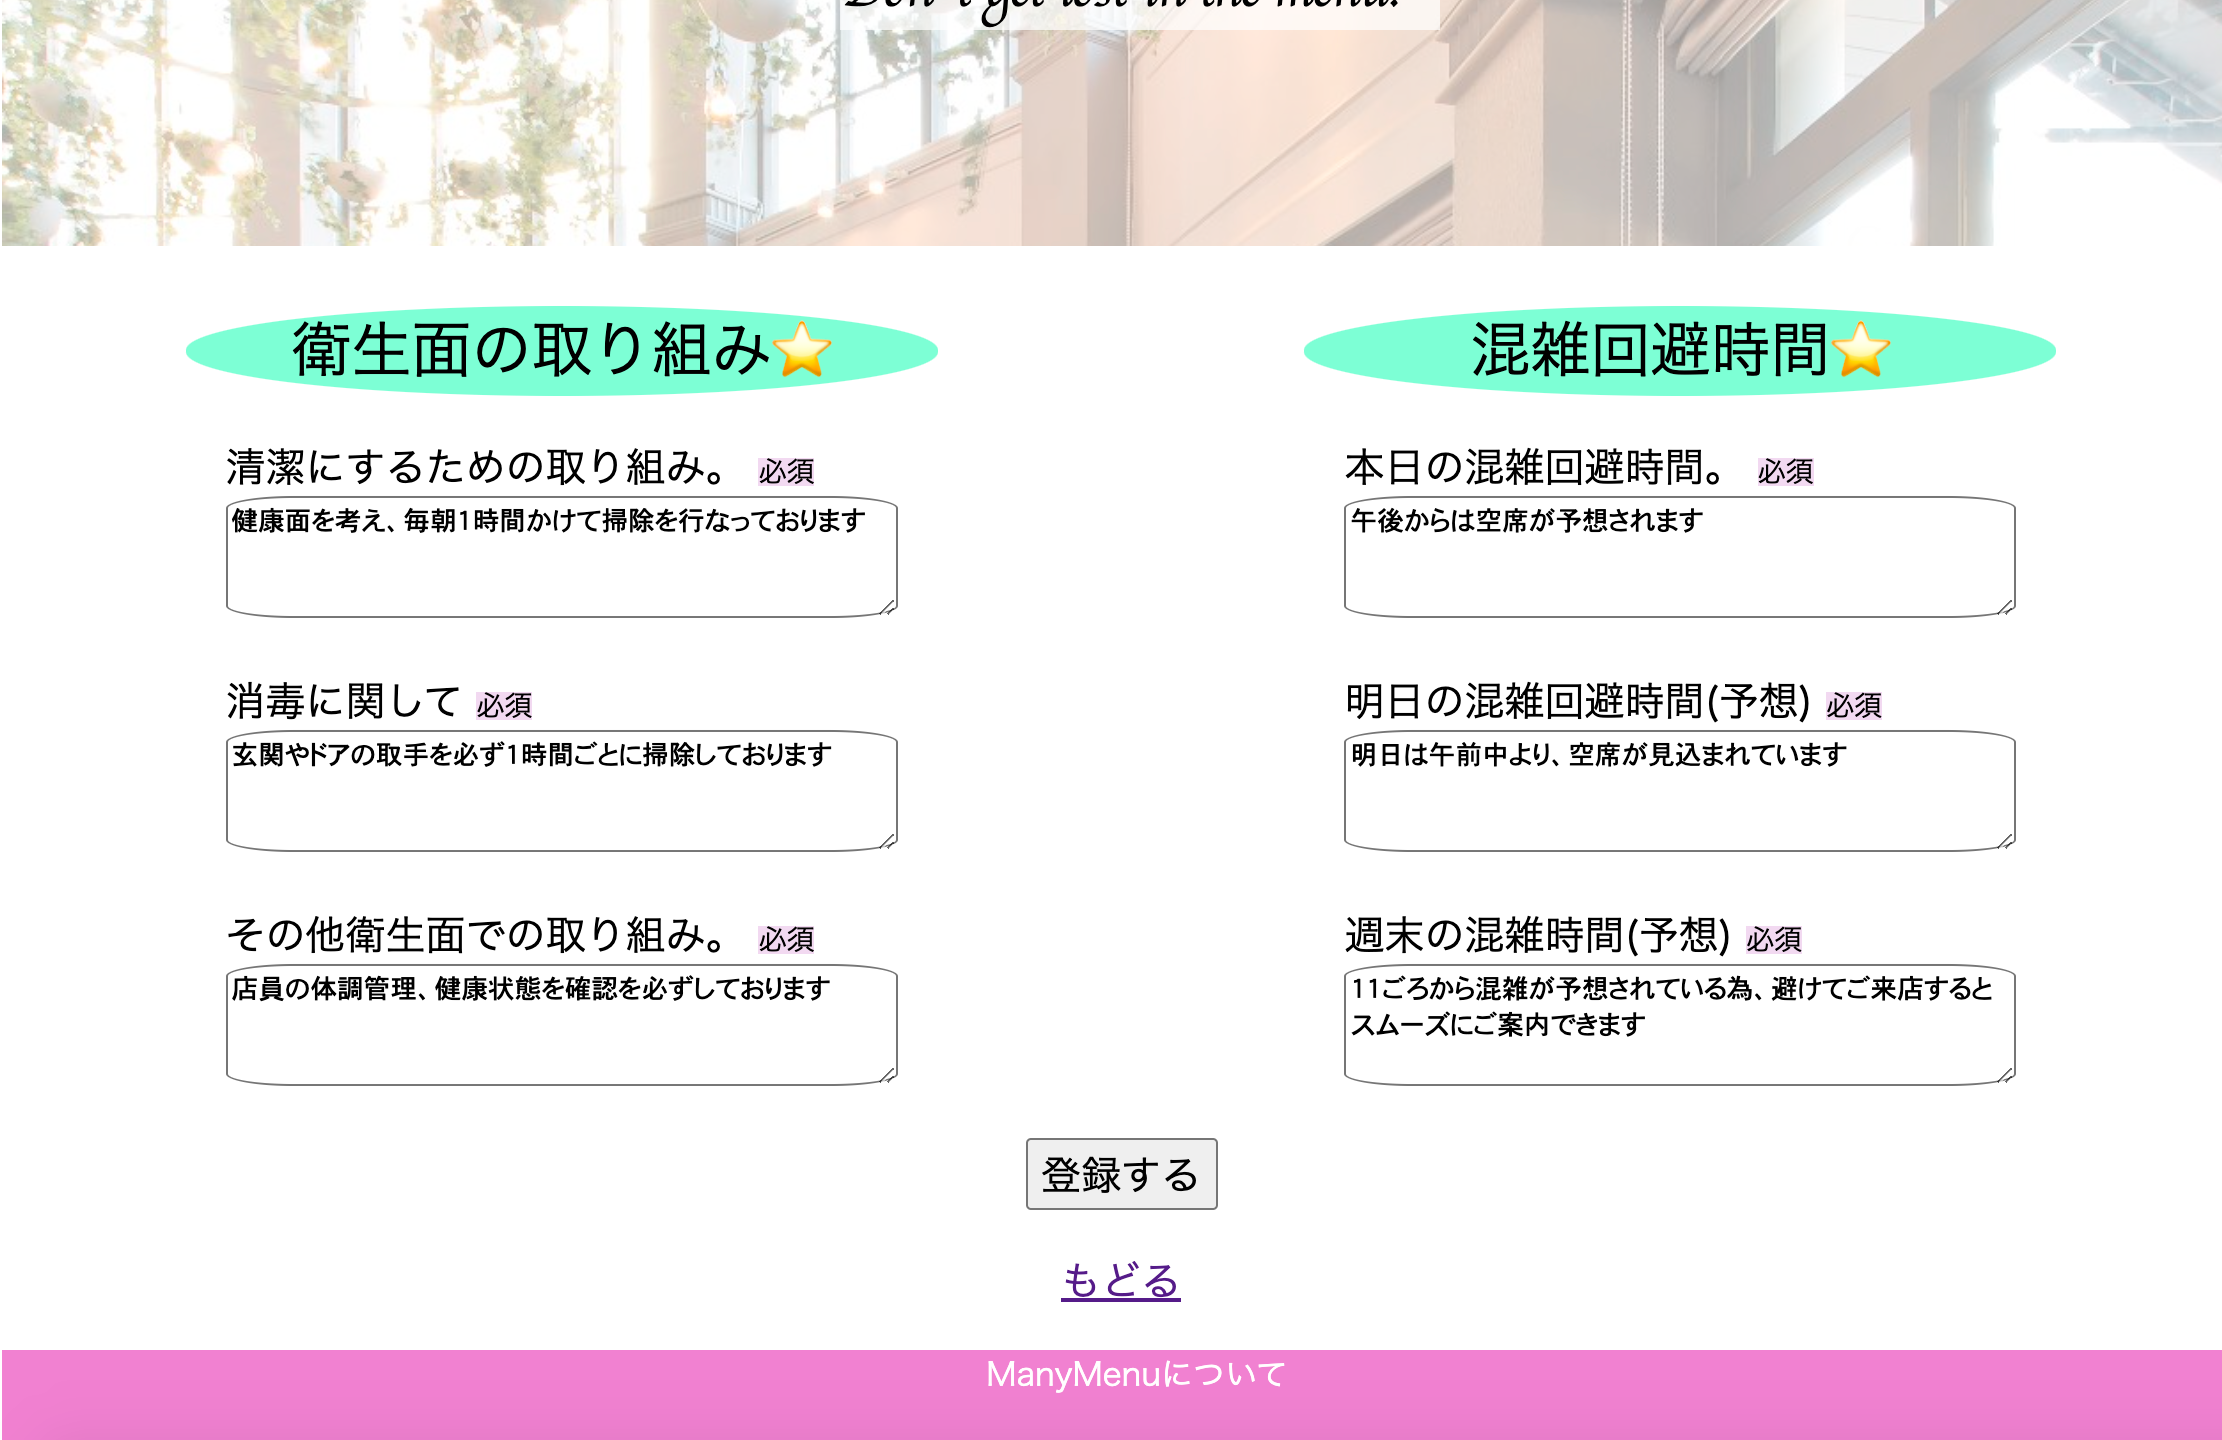 Don't get lost in the menu.
衛生面の取り組み⭐
清潔にするための取り組み。 必須
健康面を考え、毎朝1時間かけて掃除を行なっております
消毒に関して 必須
玄関やドアの取手を必ず1時間ごとに掃除しております
その他衛生面での取り組み。 必須
店員の体調管理、健康状態を確認を必ずしております
混雑回避時間⭐
本日の混雑回避時間。 必須
午後からは空席が予想されます
明日の混雑回避時間(予想) 必須
明日は午前中より、空席が見込まれています
週末の混雑時間(予想) 必須
11ごろから混雑が予想されている為、避けてご来店すると
スムーズにご案内できます
登録する
もどる
ManyMenuについて